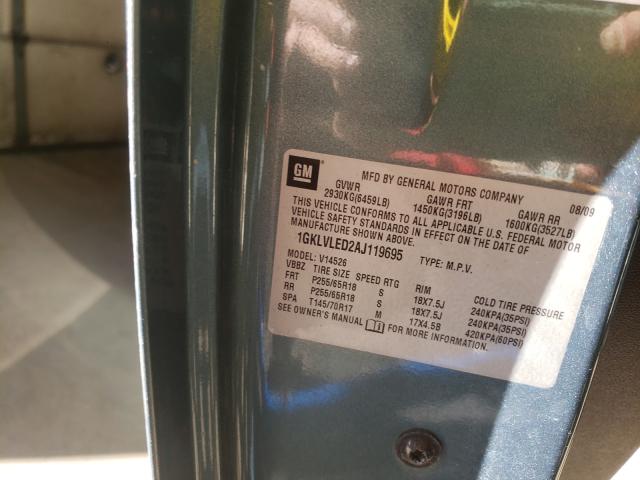 GM
MFD BY GENERAL MOTORS COMPANY 08/09
GVWR GAWR FRT GAWR RR
2930KG(6459LB) 1450KG(3196LB) 1600KG(3527LB)
THIS VEHICLE CONFORMS TO ALL APPLICABLE U.S. FEDERAL MOTOR
VEHICLE SAFETY STANDARDS IN EFFECT ON THE DATE OF
MANUFACTURE SHOWN ABOVE.
1GKLVLED2AJ119695 TYPE: M.P.V.
MODEL: V14526
VBBZ TIRE SIZE SPEED RTG RIM COLD TIRE PRESSURE
FRT P255/65R18 S 18X7.5J 240KPA(35PSI)
RR P255/65R18 S 18X7.5J 240KPA(35PSI)
SPA T145/70R17 M 17X4.5B 420KPA(60PSI)
SEE OWNER'S MANUAL FOR MORE INFORMATION.